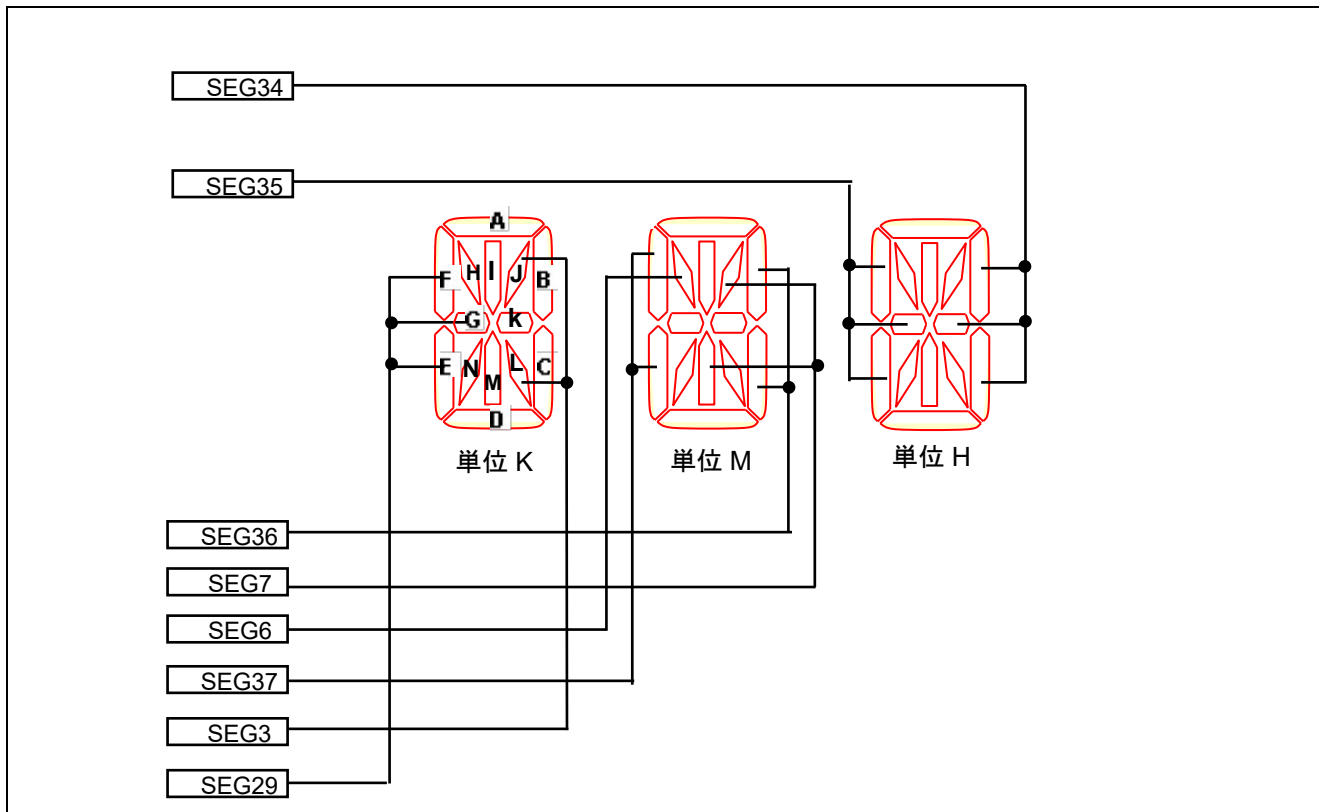 SEG34
SEG35
A
F H I J B
G k
E N M L C
D
単位 K
単位 M
単位 H
SEG36
SEG7
SEG6
SEG37
SEG3
SEG29